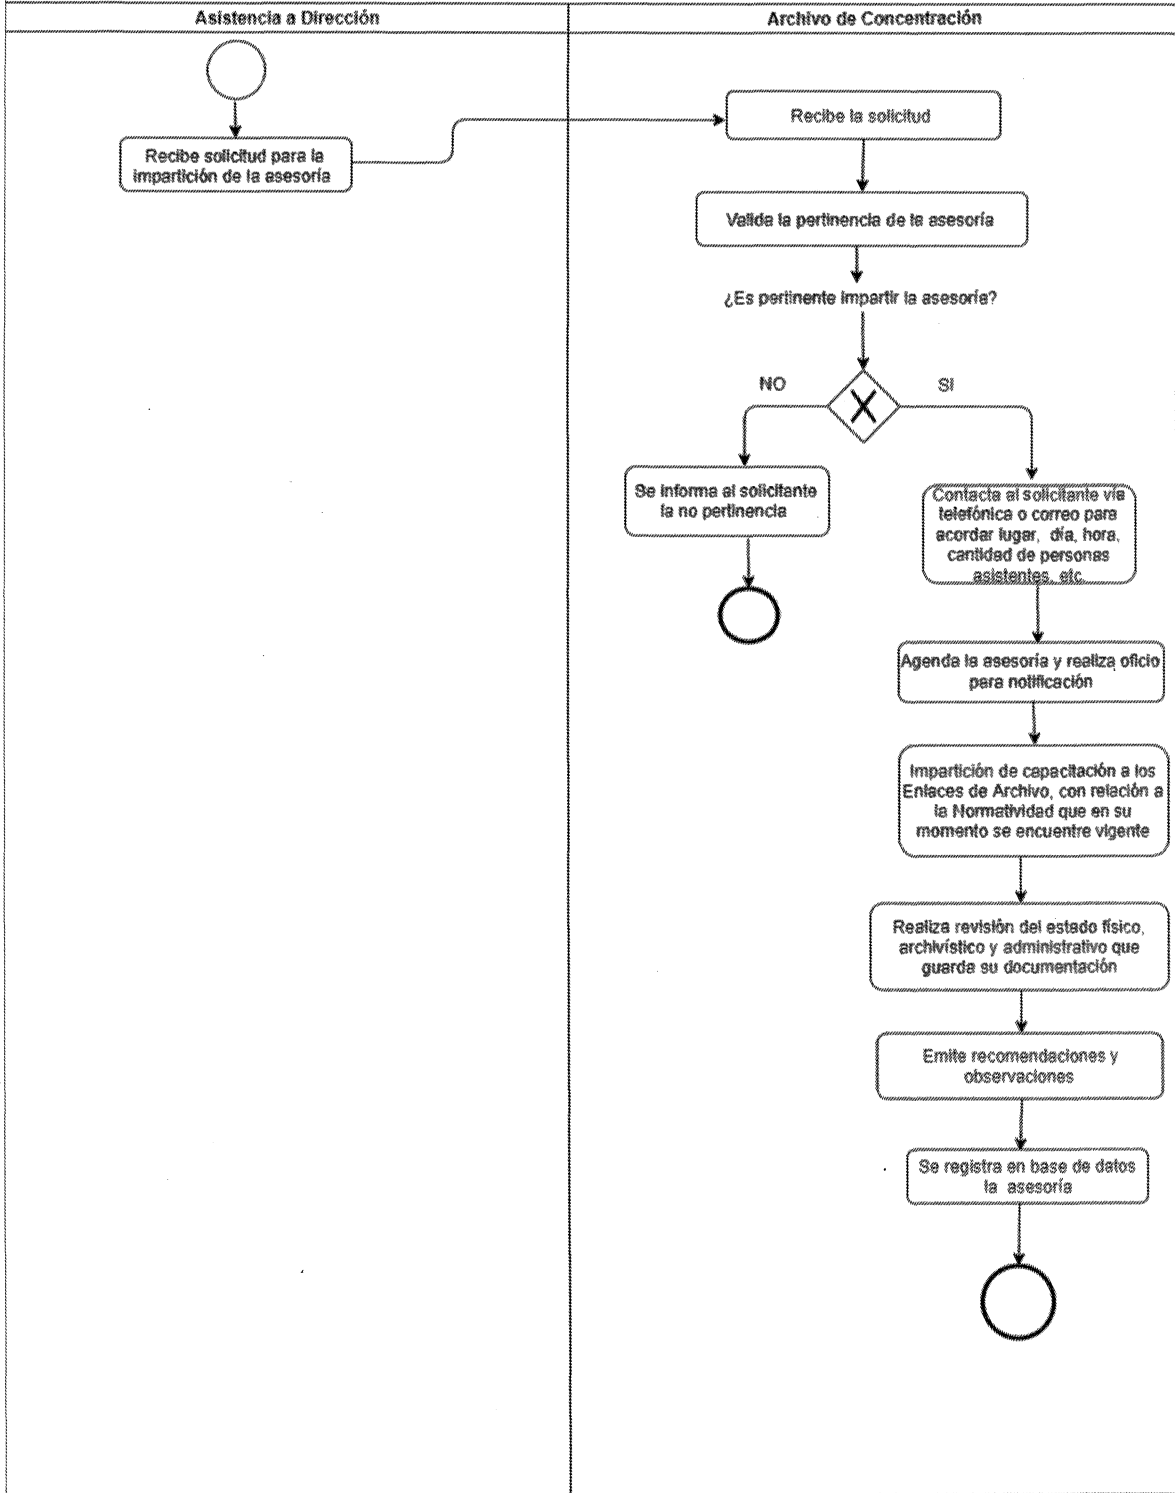 Asistencia a Dirección
Archivo de Concentración
Recibe solicitud para la
impartición de la asesoría
Recibe la solicitud
Valida la pertinencia de la asesoría
¿Es pertinente impartir la asesoría?
NO
SI
Se informa al solicitante
la no pertinencia
Contacta al solicitante vía
telefónica o correo para
acordar lugar, día, hora,
cantidad de personas
asistentes, etc.
Agenda la asesoría y realiza oficio
para notificación
Impartición de capacitación a los
Enlaces de Archivo, con relación a
la Normatividad que en su
momento se encuentre vigente
Realiza revisión del estado físico,
archivístico y administrativo que
guarda su documentación
Emite recomendaciones y
observaciones
Se registra en base de datos
la asesoría